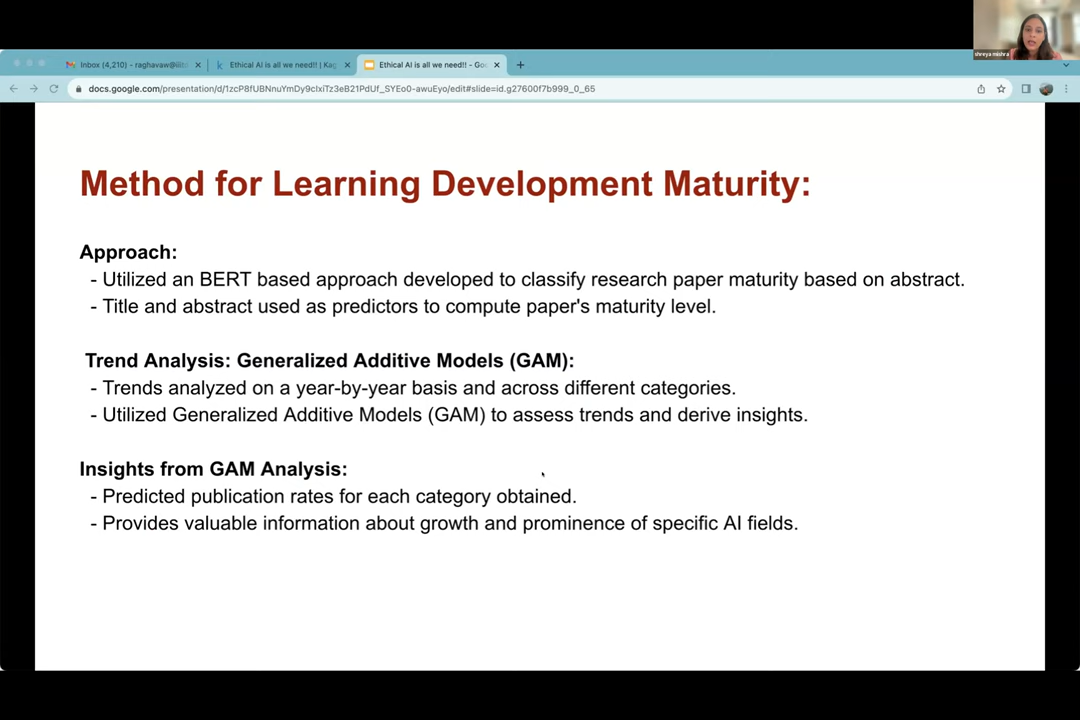 shreya mishra
Inbox (4,210) - raghavaw@iiitd
Ethical AI is all we need!! | Kag
Ethical AI is all we need!! - Goo
docs.google.com/presentation/d/1zcP8fUBNnuYmDy9cIxiTz3eB21PdUf_SYEo0-awuEyo/edit#slide=id.g27600f7b999_0_65
Method for Learning Development Maturity:
Approach:
- Utilized an BERT based approach developed to classify research paper maturity based on abstract.
- Title and abstract used as predictors to compute paper's maturity level.
Trend Analysis: Generalized Additive Models (GAM):
- Trends analyzed on a year-by-year basis and across different categories.
- Utilized Generalized Additive Models (GAM) to assess trends and derive insights.
Insights from GAM Analysis:
- Predicted publication rates for each category obtained.
- Provides valuable information about growth and prominence of specific AI fields.